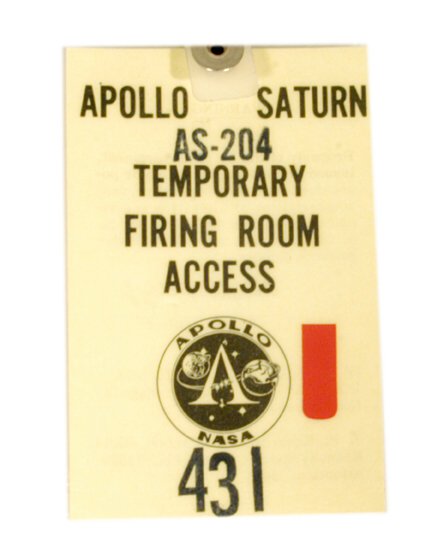 APOLLO SATURN
AS-204
TEMPORARY
FIRING ROOM
ACCESS
APOLLO
NASA
431